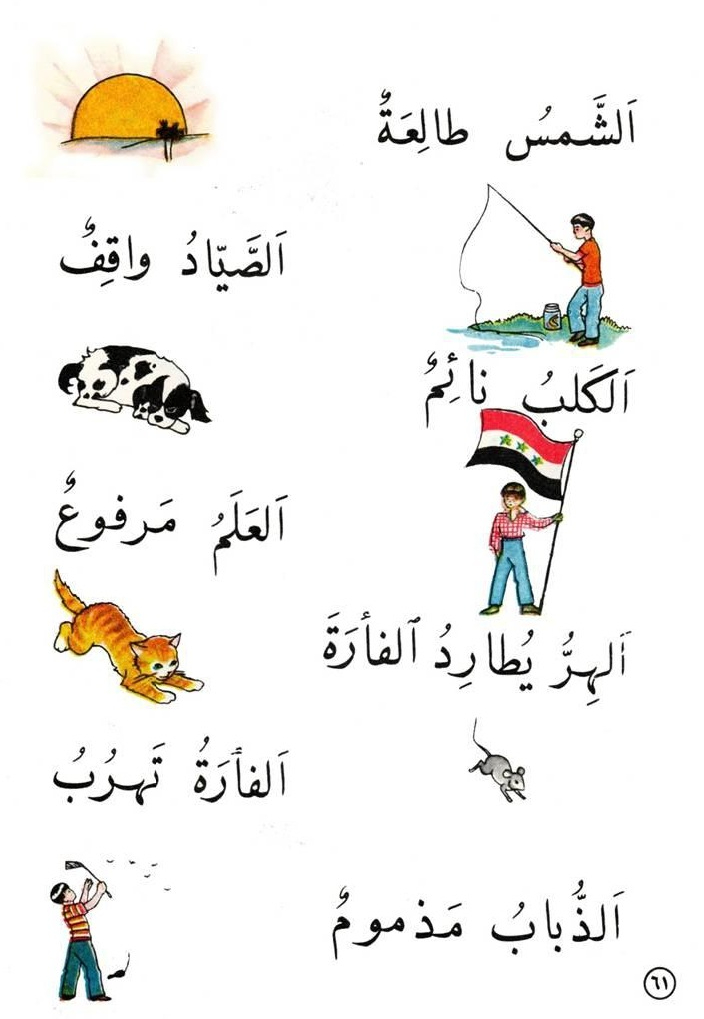 اَلشَّمسُ طالِعَةٌ
اَلصَّيّادُ واقِفٌ
اَلكَلبُ نائِمٌ
اَلعَلَمُ مَرفوعٌ
اَلهِرُّ يُطارِدُ ٱلفأرَةَ
اَلفأرَةُ تَهرُبُ
اَلذُّبابُ مَذمومٌ
٦١